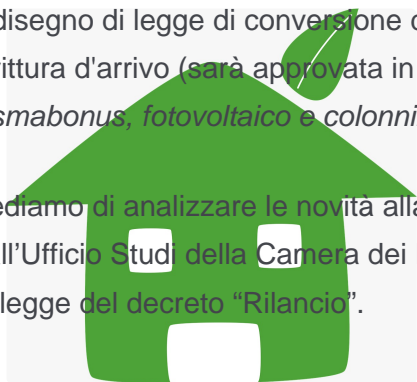 disegno di legge di conversione
ittura d'arrivo (sarà approvata in
smabonus, fotovoltaico e colonni
ediamo di analizzare le novità alla
ll'Ufficio Studi della Camera dei
legge del decreto “Rilancio”.